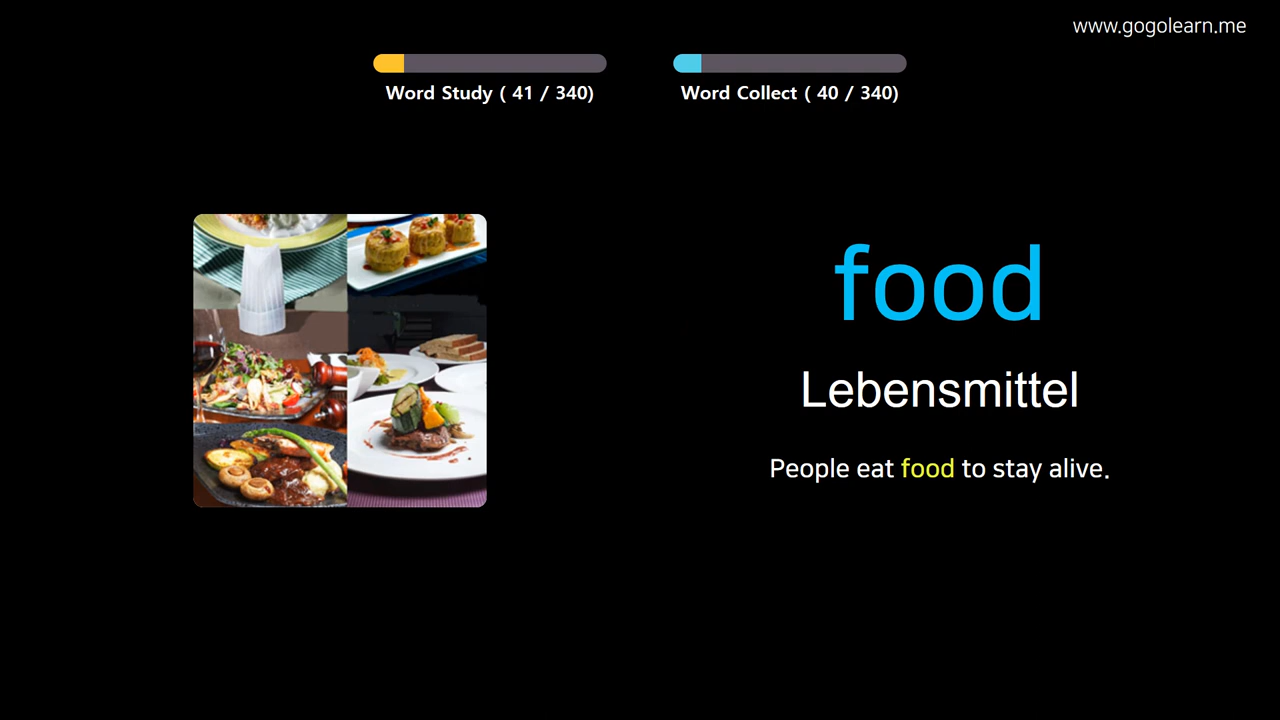 www.gogolearn.me
Word Study ( 41 / 340)
Word Collect ( 40 / 340)
food
Lebensmittel
People eat food to stay alive.